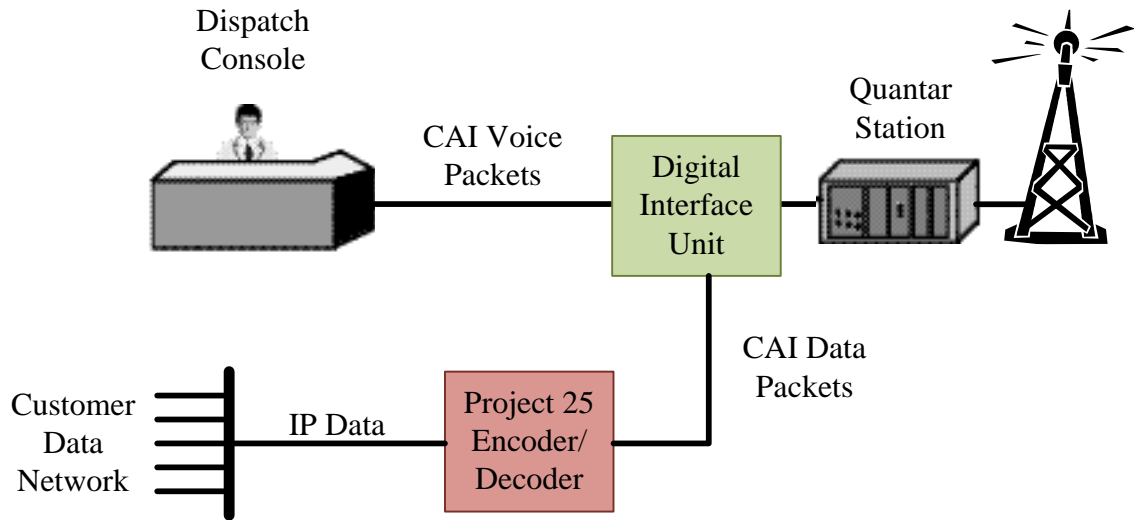 Dispatch
Console
CAI Voice
Packets
Digital
Interface
Unit
Quantar
Station
CAI Data
Packets
Customer
Data
Network
IP Data
Project 25
Encoder/
Decoder